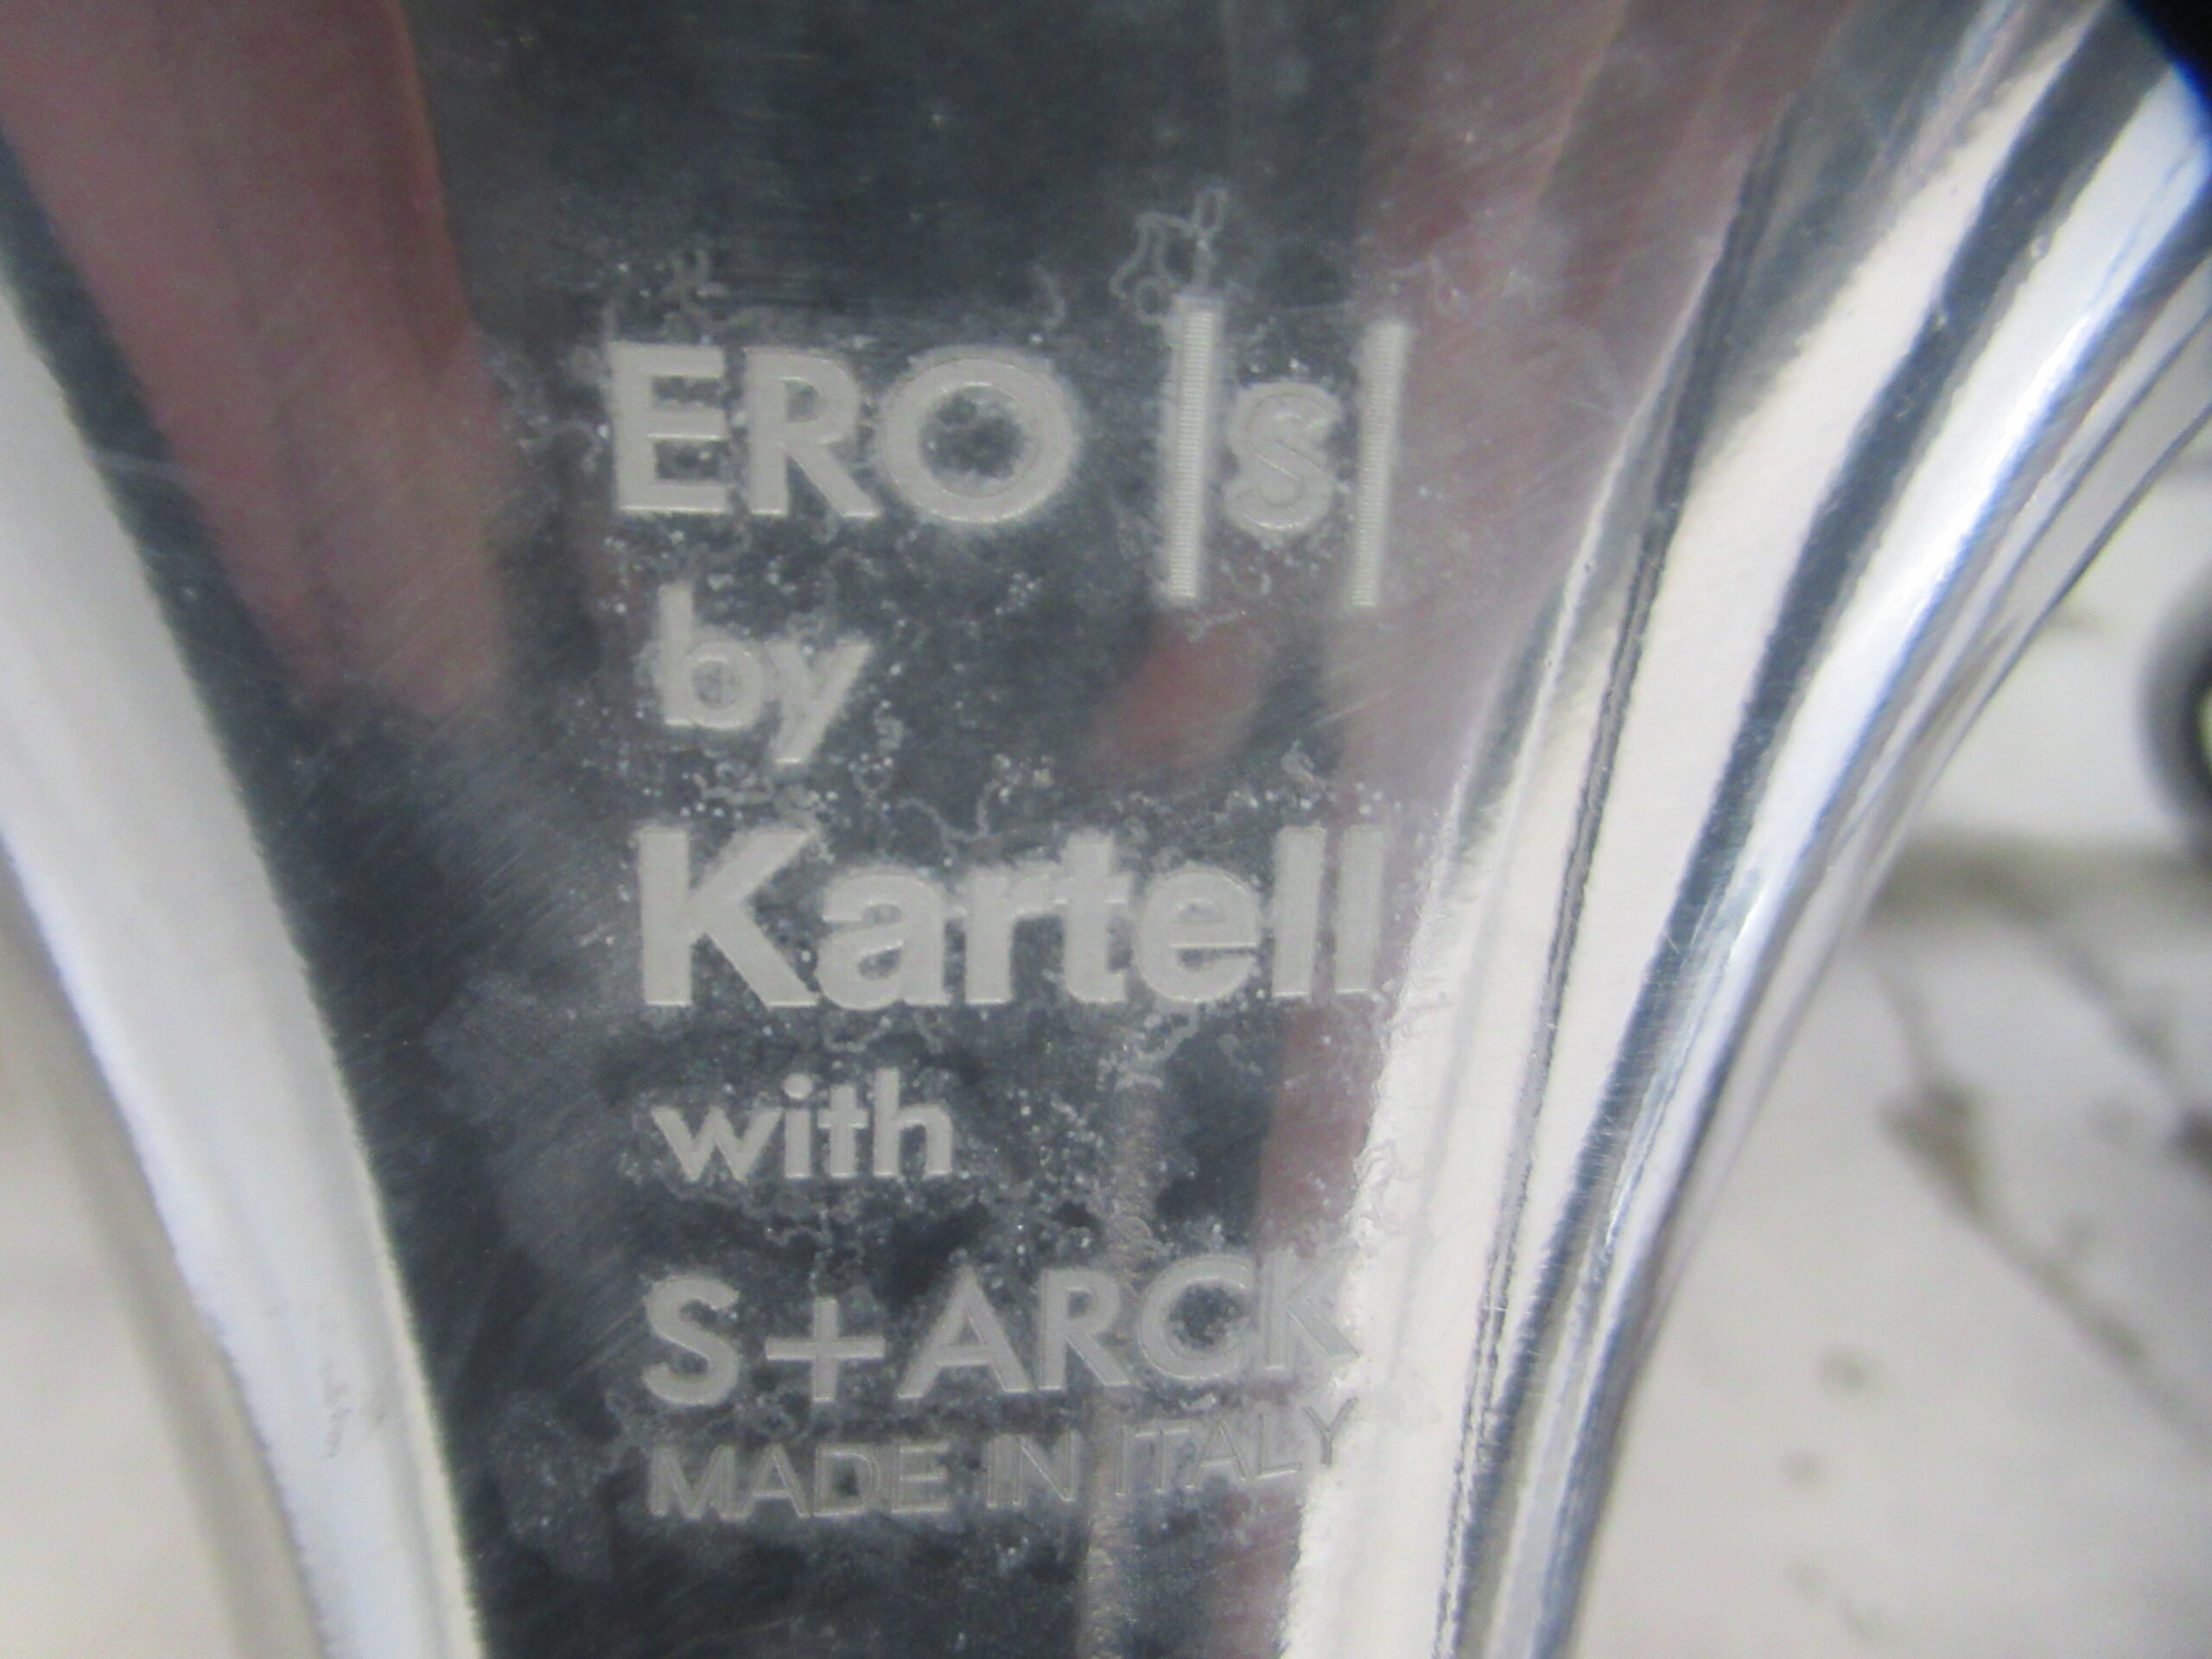 ERO |s|
by
Kartell
with
S+ARCK
MADE IN ITALY